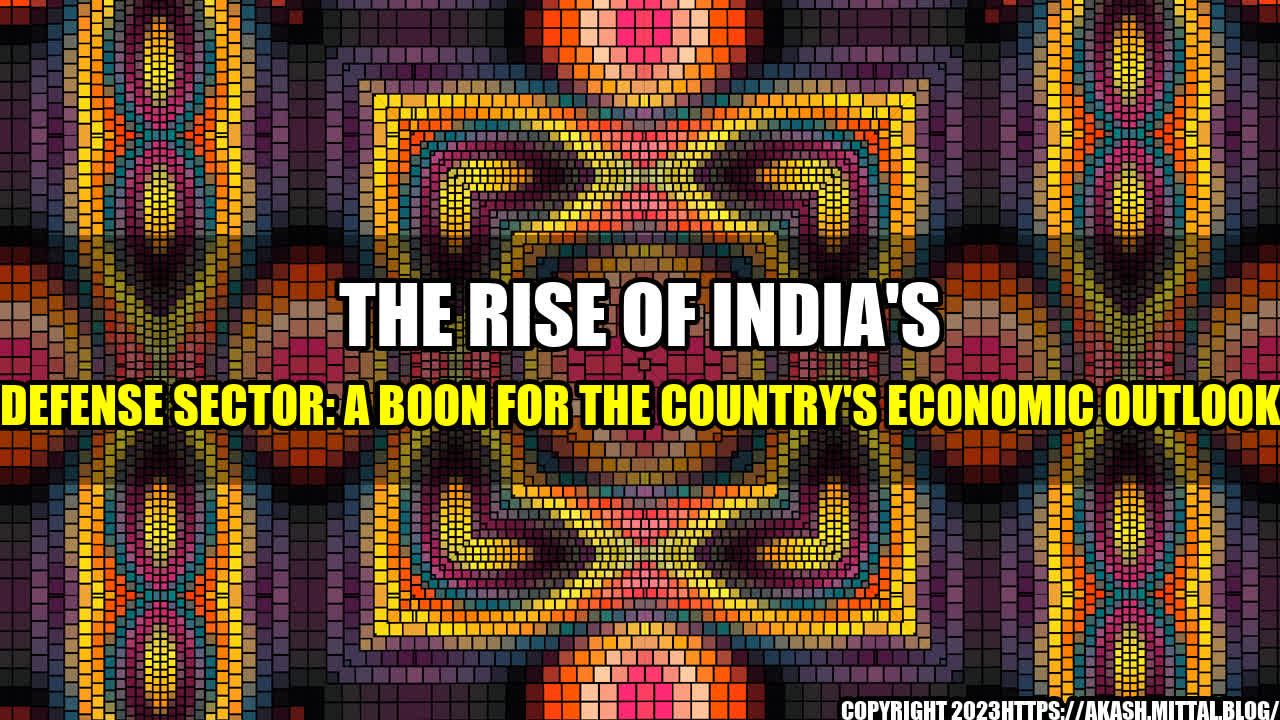 THE RISE OF INDIA'S
DEFENSE SECTOR: A BOON FOR THE COUNTRY'S ECONOMIC OUTLOOK
COPYRIGHT 2023HTTPS://AKASH.MITTAL.BLOG/